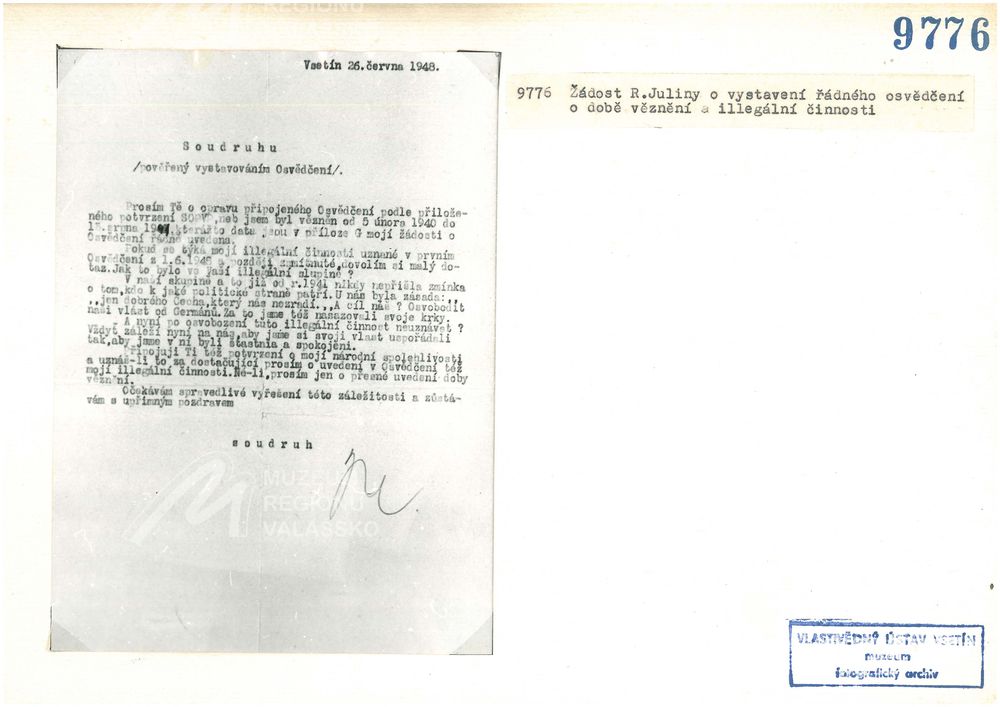 9776
9776 Žádost R.Juliny o vystavení řádného osvědčení
o době věznění a illegální činnosti
Vsetín 26.června 1948.
Soudruhu
/pověřený vystavováním Osvědčení/.
Prosím Tě o opravu připojeného Osvědčení podle přilože-
ného potvrzení SOPV,neb jsem byl vězněn od 5 února 1940 do
srpna kterážto data jsou v příloze G mojí žádosti o
Osvědčení řádně uvedena.
Pokud se týká mojí illegální činnosti uznané v prvním
Osvědčení z 1.6.1948 a později zamítnuté,dovolím si malý do-
taz.Jak to bylo ve Vaší illegální skupině ?
V naší skupině a to již od r.1941 nikdy nepřišla zmínka
o tom,kdo k jaké politické straně patří.U nás byla zásada:,,
,,jen dobrého Čecha,který nás nezradí.,,A cíl náš ? Osvobodit
naši vlast od Germánů.Za to jsme též nasazovali svoje krky.
A nyní po osvobození tuto illegální činnost neuznávat ?
Vždyť záleží nyní na nás,aby jsme si svoji vlast uspořádali
tak,aby jsme v ní byli šťastnia spokojeni.
Připojuji Ti též potvrzení o mojí národní spolehlivosti
a uznáš-li to za dostačující prosím o uvedení v Osvědčení též
mojí illegální činnosti.Ne-li,prosím jen o přesné uvedení doby
věznění.
Očekávám spravedlivé vyřešení této záležitosti a zůstá-
vám s upřímným pozdravem
soudruh
MUZEUM
REGIONU
VALAŠSKO
VLASTIVĚDNÝ ÚSTAV VSETÍN
muzeum
fotografický archiv